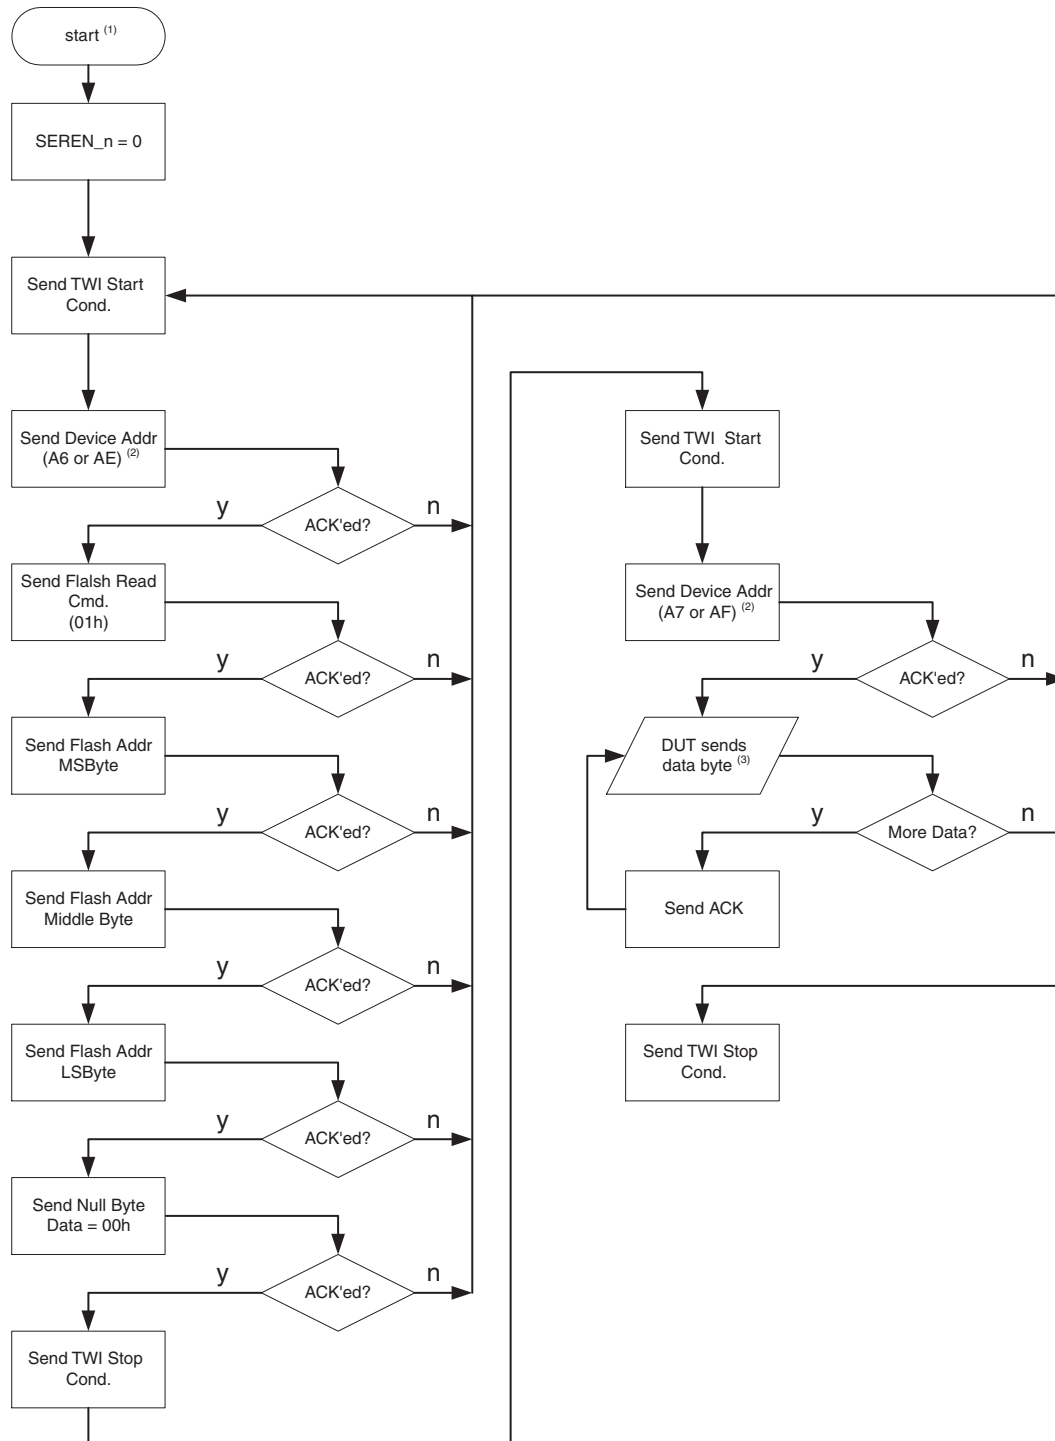 start (1)
SEREN_n = 0
Send TWI Start
Cond.
Send Device Addr
(A6 or AE) (2)
ACK'ed?
y
n
Send Flalsh Read
Cmd.
(01h)
ACK'ed?
y
n
Send Flash Addr
MSByte
ACK'ed?
y
n
Send Flash Addr
Middle Byte
ACK'ed?
y
n
Send Flash Addr
LSByte
ACK'ed?
y
n
Send Null Byte
Data = 00h
ACK'ed?
y
n
Send TWI Stop
Cond.
Send TWI Start
Cond.
Send Device Addr
(A7 or AF) (2)
ACK'ed?
y
n
DUT sends
data byte (3)
More Data?
y
n
Send ACK
Send TWI Stop
Cond.